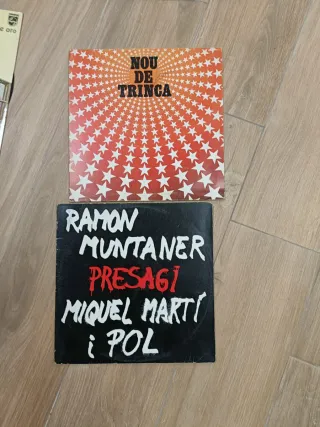 NOU
DE
TRINCA
RAMON
MUNTANER
PRESAGI
MIQUEL MARTÍ
i POL